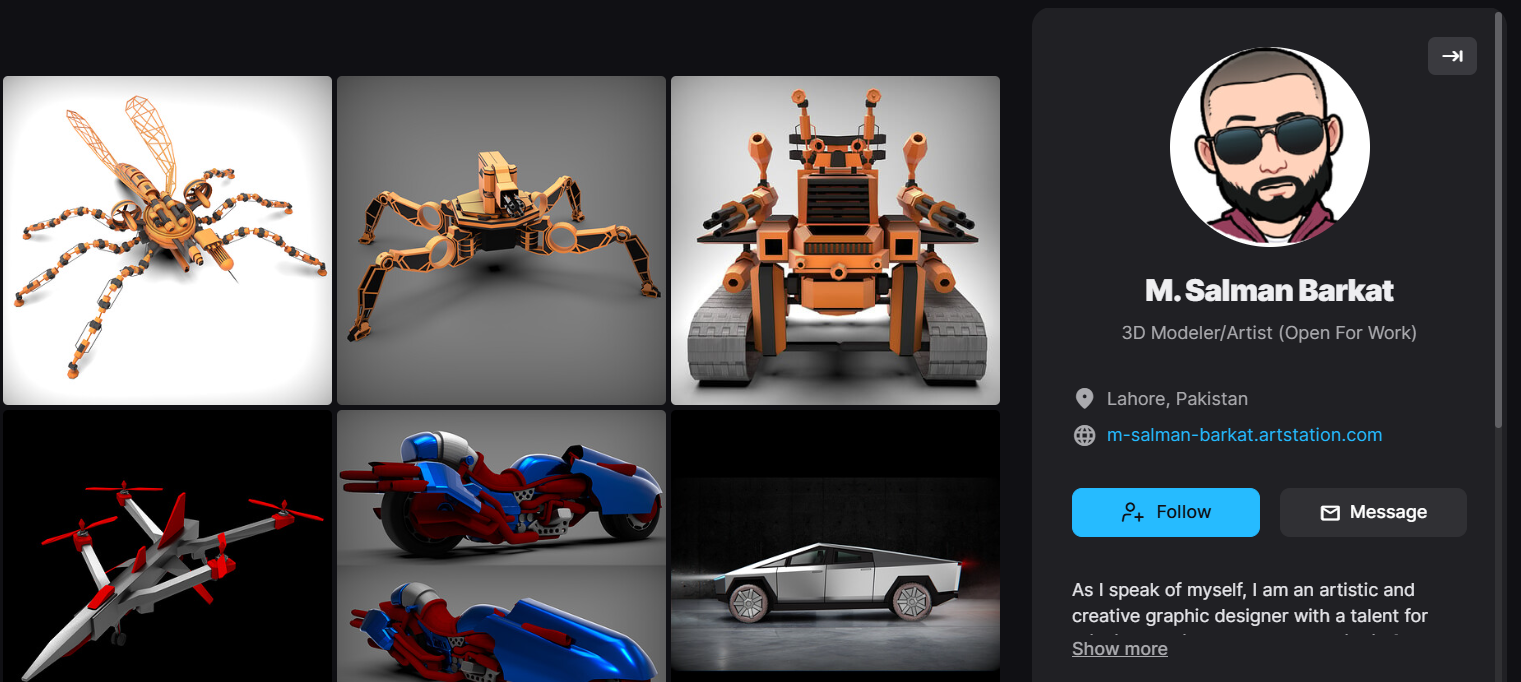 M. Salman Barkat
3D Modeler/Artist (Open For Work)
Lahore, Pakistan
m-salman-barkat.artstation.com
Follow
Message
As I speak of myself, I am an artistic and
creative graphic designer with a talent for
Show more